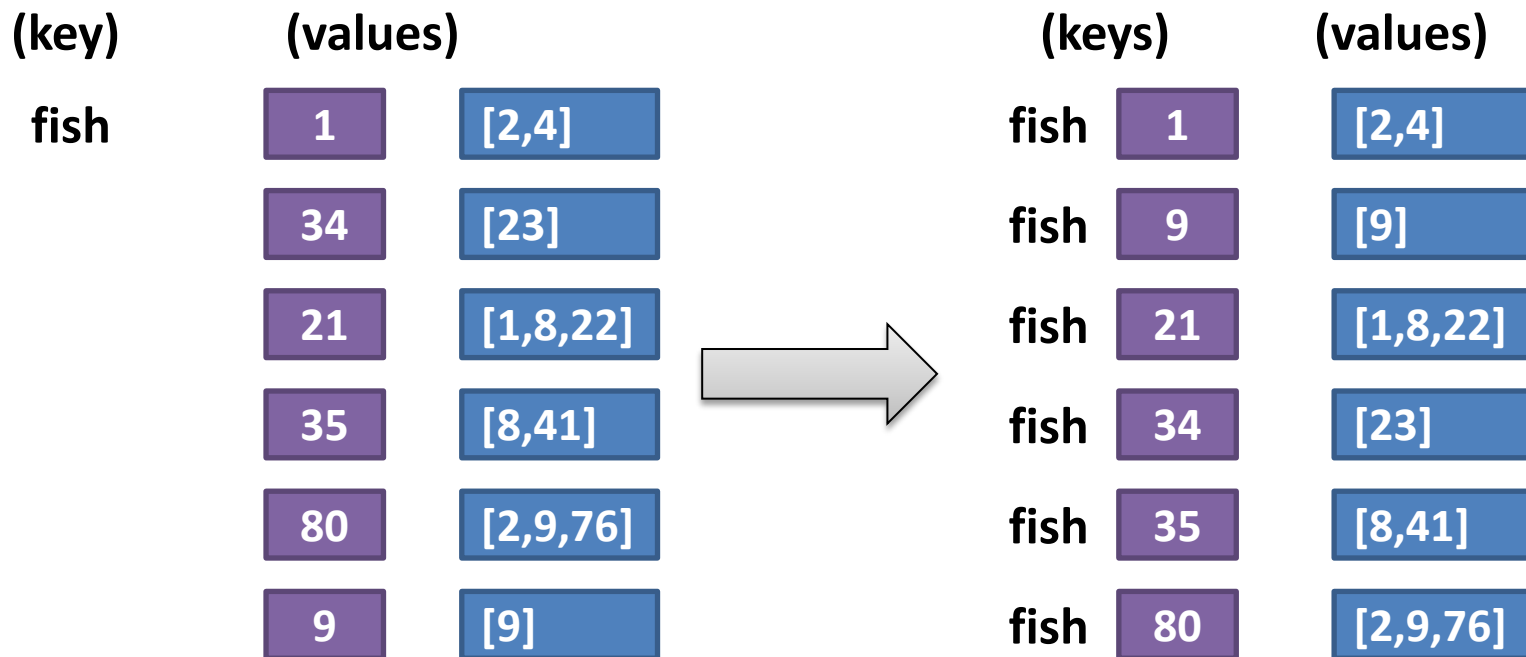 (key) (values) (keys) (values)
fish 1 [2,4] fish 1 [2,4]
34 [23] fish 9 [9]
21 [1,8,22] fish 21 [1,8,22]
35 [8,41] fish 34 [23]
80 [2,9,76] fish 35 [8,41]
9 [9] fish 80 [2,9,76]